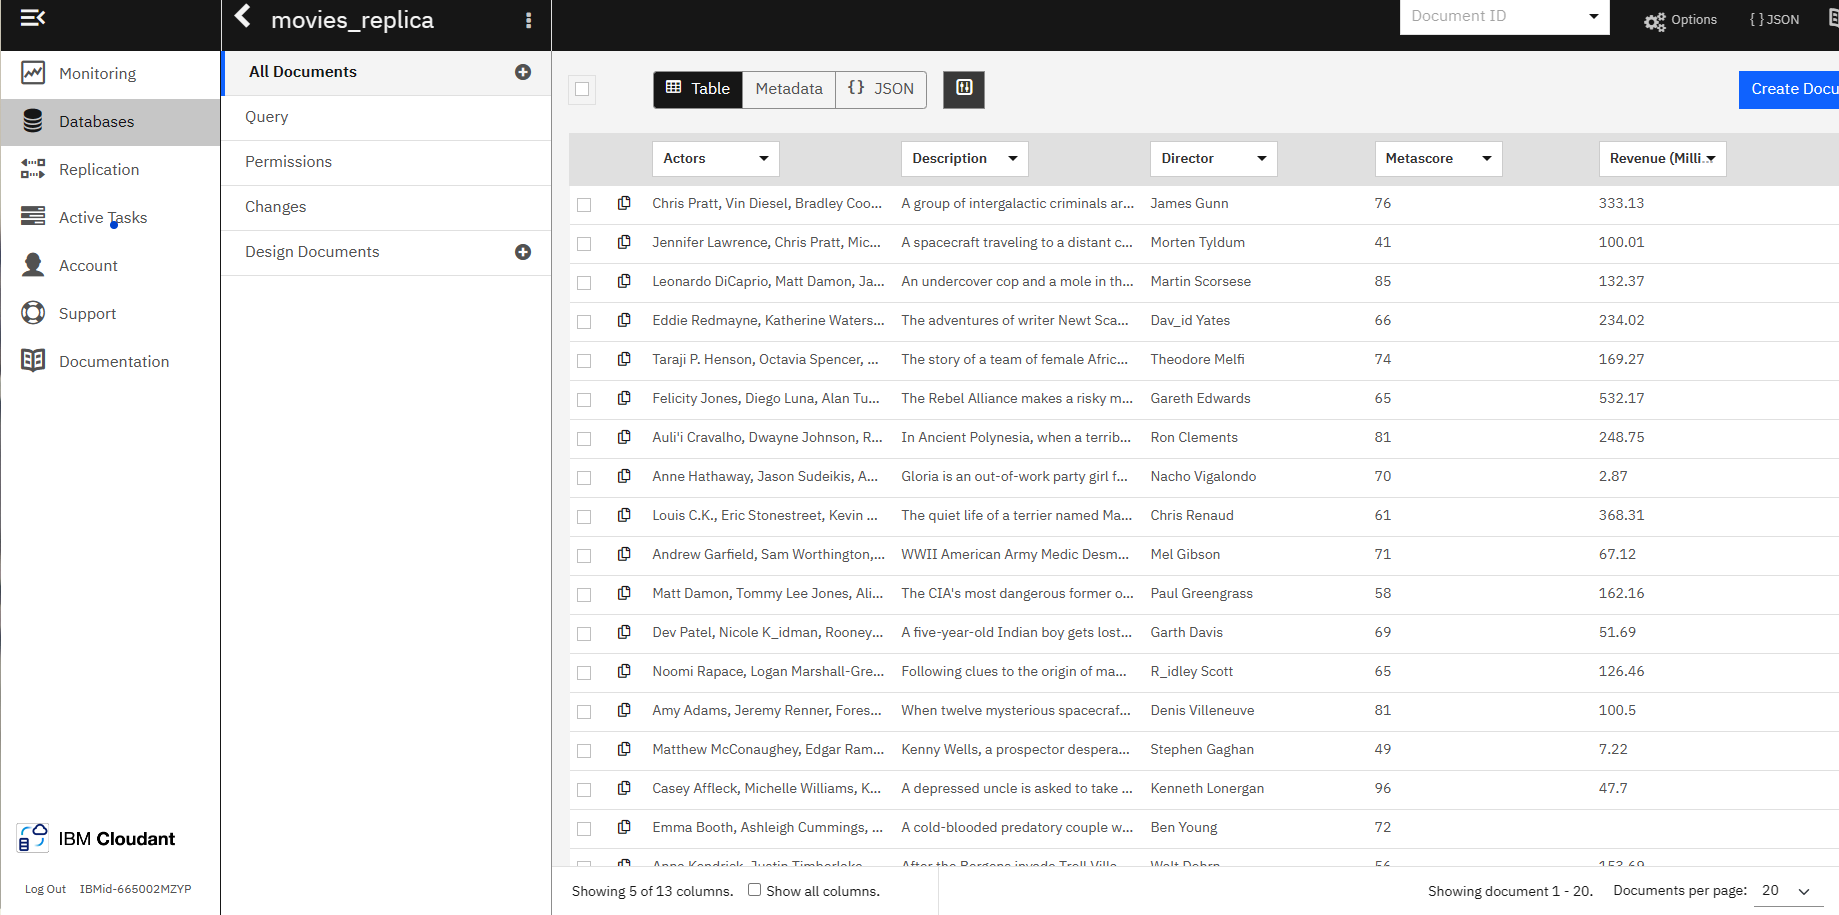 movies_replica
Document ID
Options
{ } JSON
Monitoring
Databases
Replication
Active Tasks
Account
Support
Documentation
IBM Cloudant
Log Out IBMid-665002MZYP
All Documents
Query
Permissions
Changes
Design Documents
Table Metadata {} JSON
Create Docu
Actors Description Director Metascore Revenue (Milli...
Chris Pratt, Vin Diesel, Bradley Coo... A group of intergalactic criminals ar... James Gunn 76 333.13
Jennifer Lawrence, Chris Pratt, Mic... A spacecraft traveling to a distant c... Morten Tyldum 41 100.01
Leonardo DiCaprio, Matt Damon, Ja... An undercover cop and a mole in th... Martin Scorsese 85 132.37
Eddie Redmayne, Katherine Waters... The adventures of writer Newt Sca... Dav_id Yates 66 234.02
Taraji P. Henson, Octavia Spencer, ... The story of a team of female Afric... Theodore Melfi 74 169.27
Felicity Jones, Diego Luna, Alan Tu... The Rebel Alliance makes a risky m... Gareth Edwards 65 532.17
Auli'i Cravalho, Dwayne Johnson, R... In Ancient Polynesia, when a terrib... Ron Clements 81 248.75
Anne Hathaway, Jason Sudeikis, A... Gloria is an out-of-work party girl f... Nacho Vigalondo 70 2.87
Louis C.K., Eric Stonestreet, Kevin ... The quiet life of a terrier named Ma... Chris Renaud 61 368.31
Andrew Garfield, Sam Worthington,... WWII American Army Medic Desm... Mel Gibson 71 67.12
Matt Damon, Tommy Lee Jones, Ali... The CIA's most dangerous former o... Paul Greengrass 58 162.16
Dev Patel, Nicole K_idman, Rooney... A five-year-old Indian boy gets lost... Garth Davis 69 51.69
Noomi Rapace, Logan Marshall-Gre... Following clues to the origin of ma... R_idley Scott 65 126.46
Amy Adams, Jeremy Renner, Fores... When twelve mysterious spacecraf... Denis Villeneuve 81 100.5
Matthew McConaughey, Edgar Ram... Kenny Wells, a prospector despera... Stephen Gaghan 49 7.22
Casey Affleck, Michelle Williams, K... A depressed uncle is asked to take ... Kenneth Lonergan 96 47.7
Emma Booth, Ashleigh Cummings, ... A cold-blooded predatory couple w... Ben Young 72
Anna Kendrick, Justin Timberlake, ... After the Bergens invade Troll Villa... Walt Dohrn 56 153.69
Showing 5 of 13 columns. Show all columns. Showing document 1 - 20. Documents per page: 20